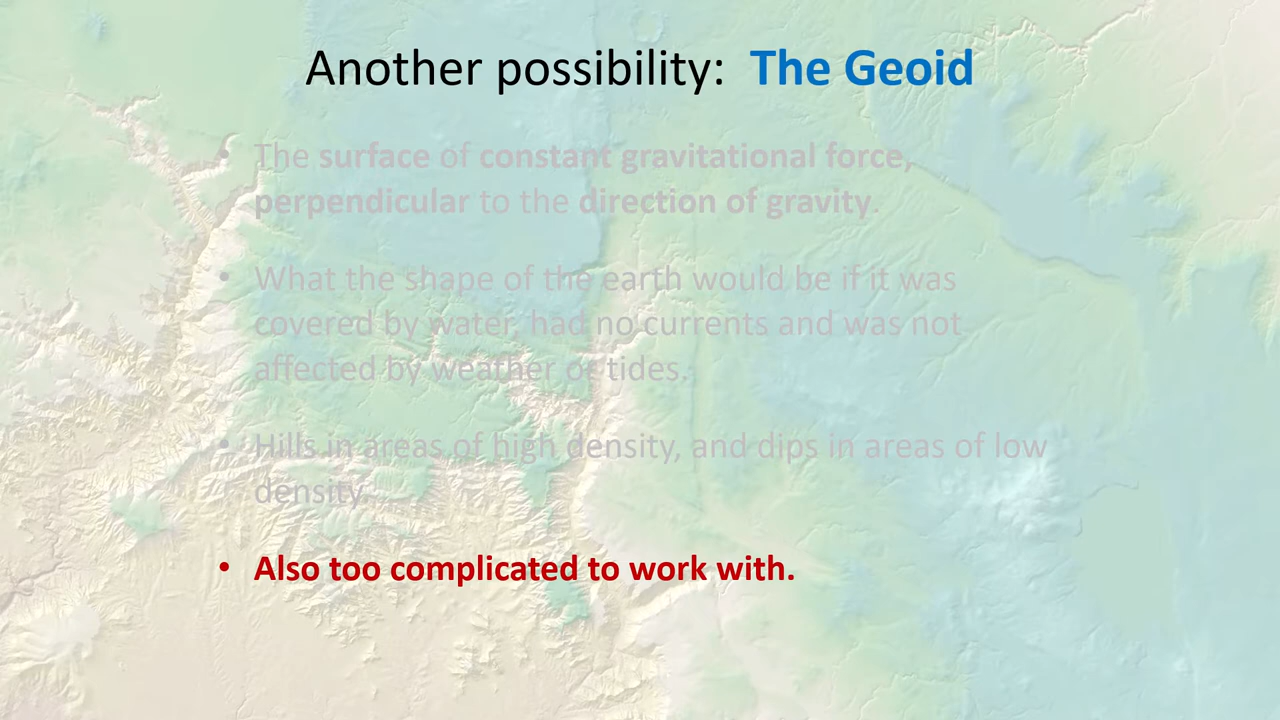 Another possibility: The Geoid
• The surface of constant gravitational force,
perpendicular to the direction of gravity.
• What the shape of the earth would be if it was
covered by water, had no currents and was not
affected by weather or tides.
• Hills in areas of high density, and dips in areas of low
density.
• Also too complicated to work with.